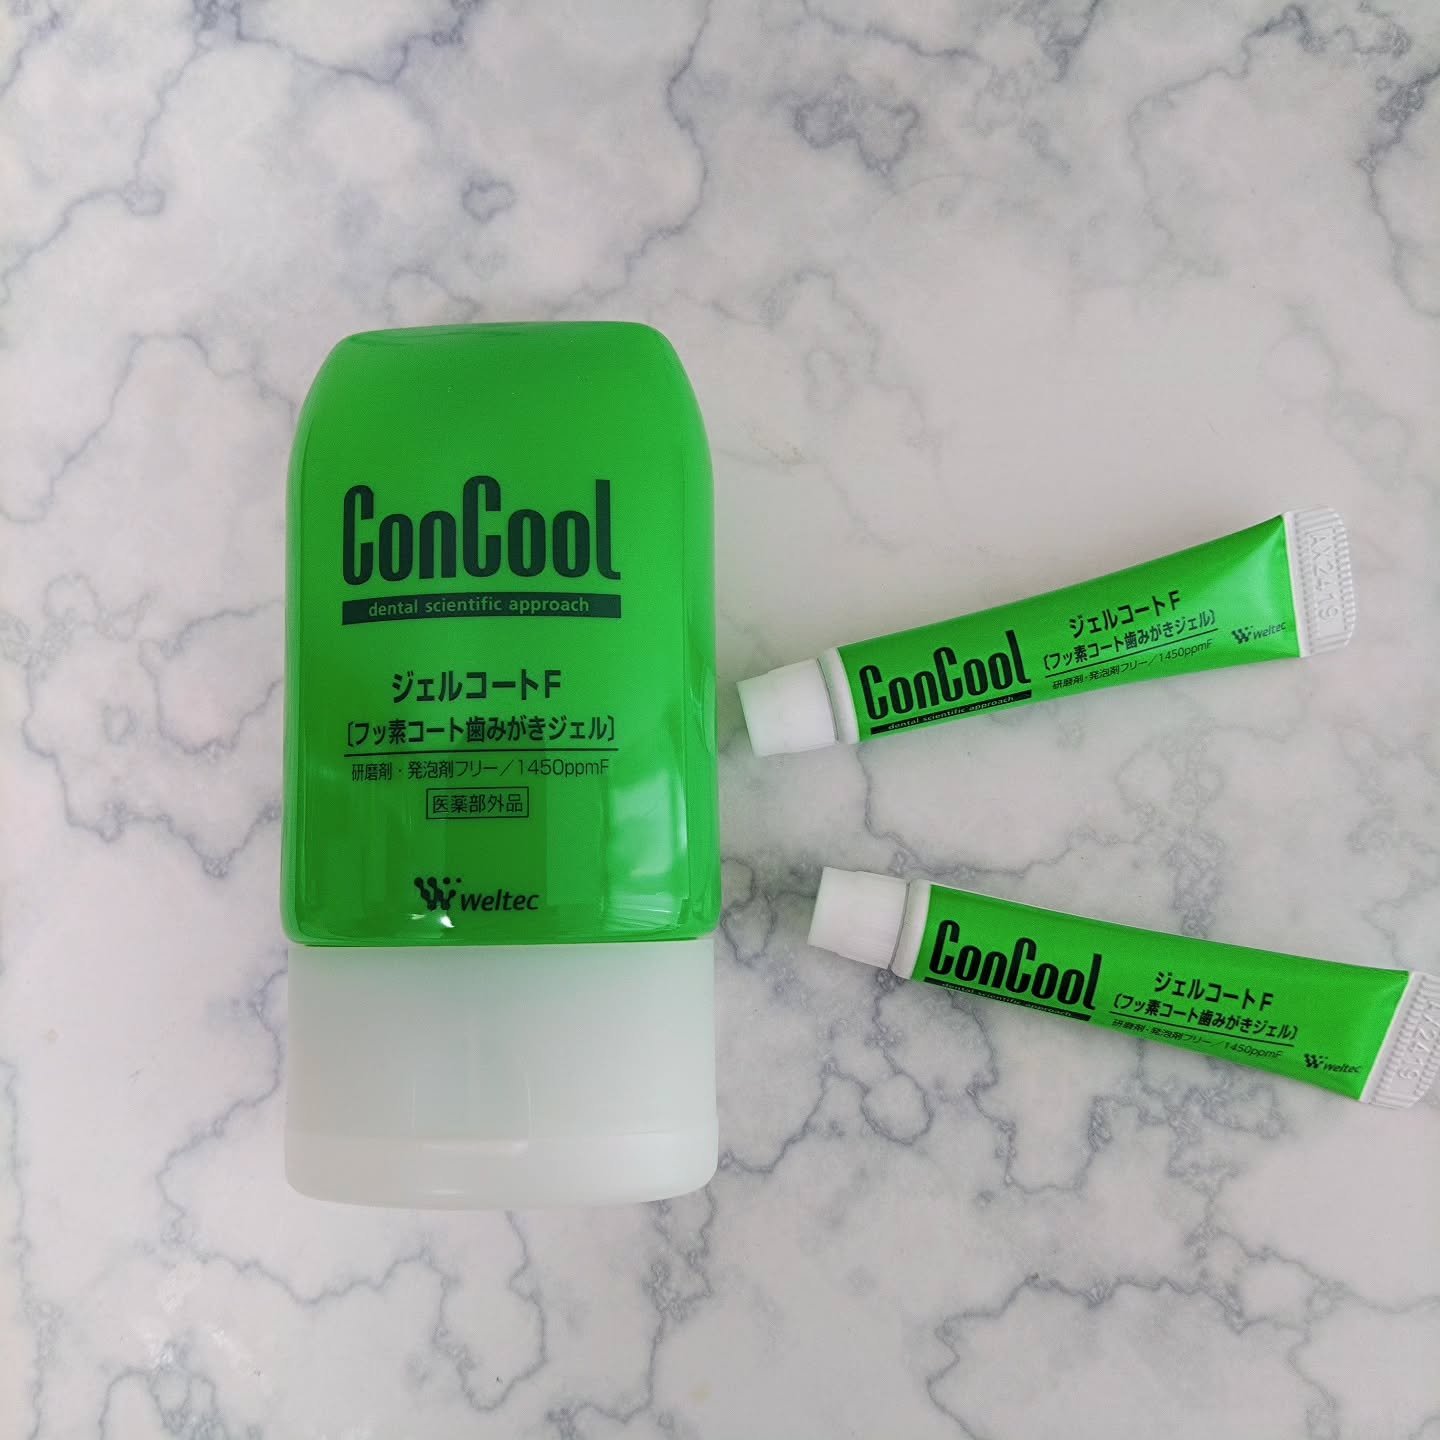 ConCool
dental scientific approach
ジェルコートF
〔フッ素コート歯みがきジェル〕
研磨剤・発泡剤フリー／1450ppmF
医薬部外品
weltec
ConCool
dental scientific approach
ジェルコートF
〔フッ素コート歯みがきジェル〕
研磨剤・発泡剤フリー／1450ppmF
weltec
AX2419
ConCool
dental scientific approach
ジェルコートF
〔フッ素コート歯みがきジェル〕
研磨剤・発泡剤フリー／1450ppmF
weltec